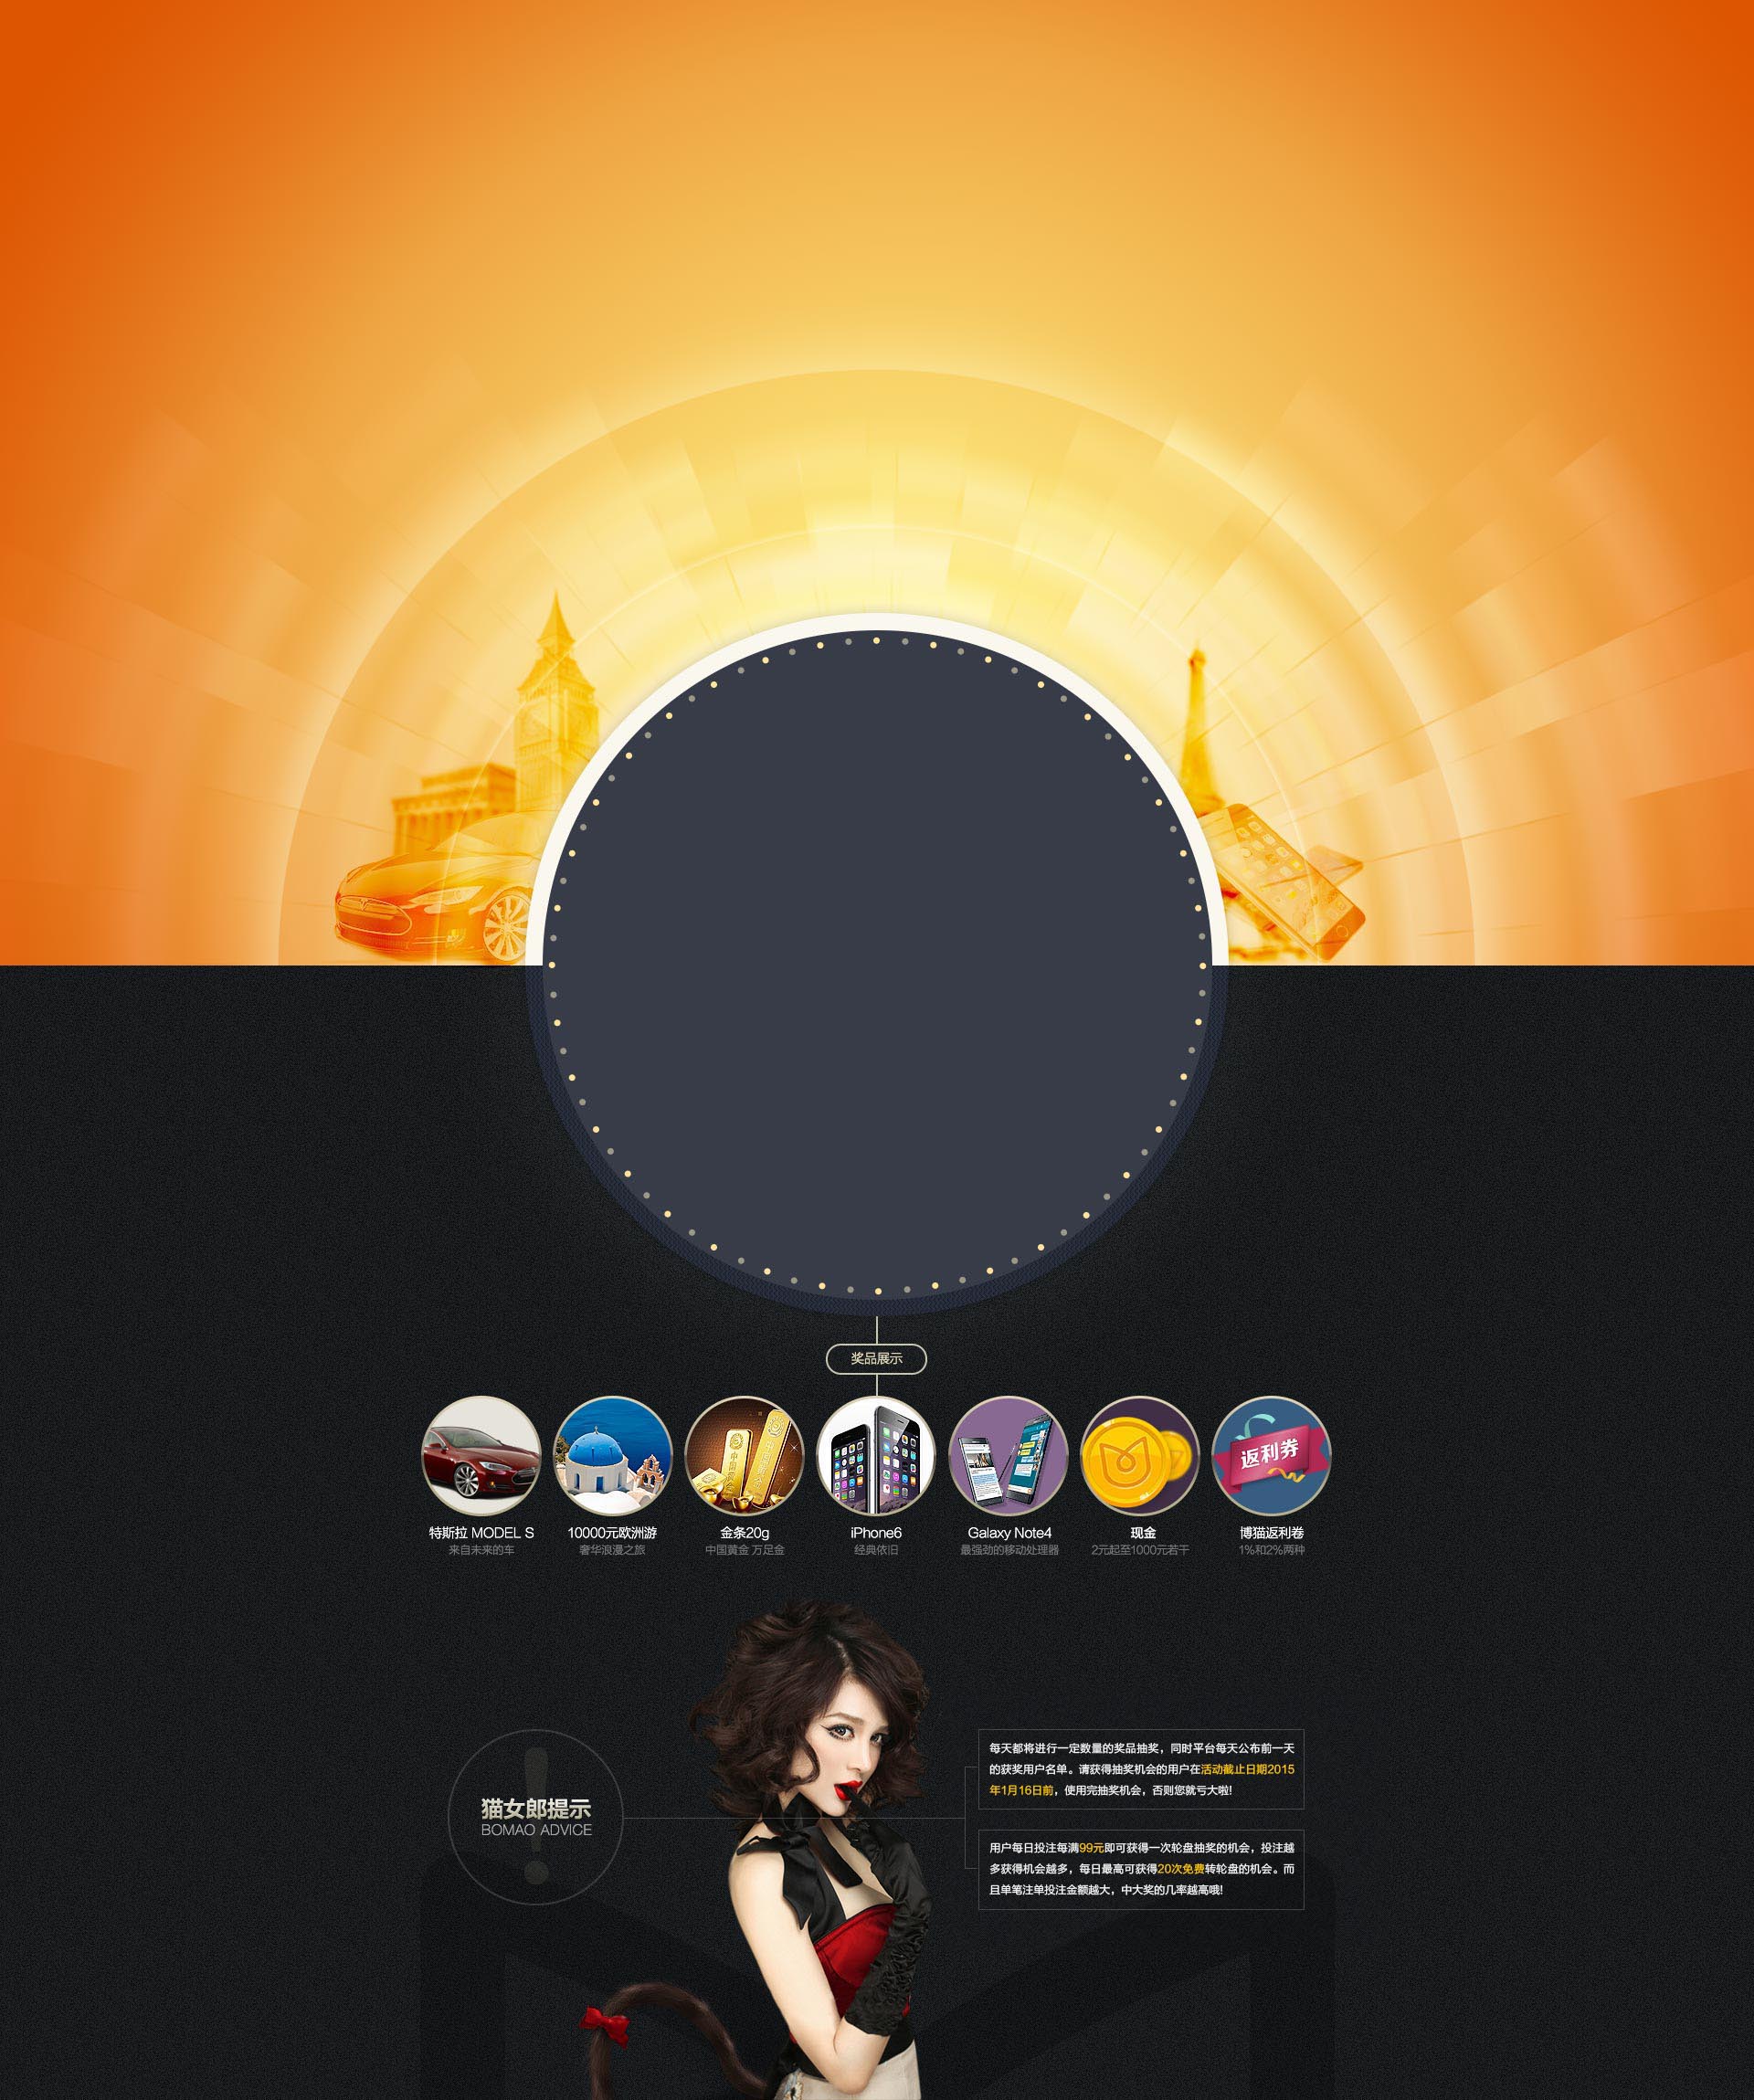 奖品展示
返利券
特斯拉 MODEL S
来自未来的车
10000元欧洲游
奢华浪漫之旅
金条20g
中国黄金 万足金
iPhone6
经典依旧
Galaxy Note4
最强劲的移动处理器
现金
2元起至1000元若干
博猫返利卷
1%和2%两种
猫女郎提示
BOMAO ADVICE
每天都将进行一定数量的奖品抽奖，同时平台每天公布前一天
的获奖用户名单。请获得抽奖机会的用户在活动截止日期2015
年1月16日前，使用完抽奖机会，否则您就亏大啦!
用户每日投注每满99元即可获得一次轮盘抽奖的机会，投注越
多获得机会越多，每日最高可获得20次免费转轮盘的机会。而
且单笔注单投注金额越大，中大奖的几率越高哦!